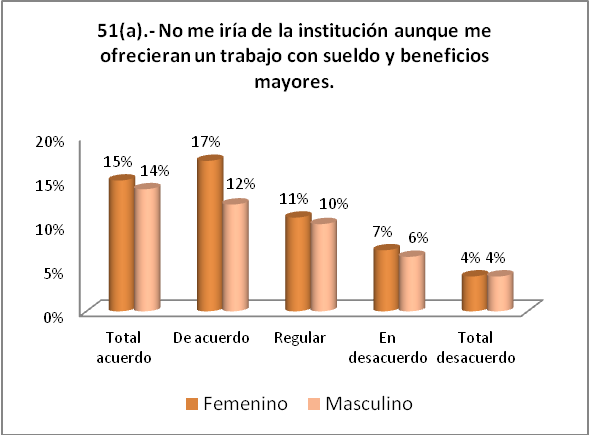 51(a).- No me iría de la institución aunque me
ofrecieran un trabajo con sueldo y beneficios
mayores.
20%
15%
10%
5%
0%
15%
14%
17%
12%
11%
10%
7%
6%
4%
4%
Total
acuerdo
De acuerdo
Regular
En
desacuerdo
Total
desacuerdo
Femenino
Masculino